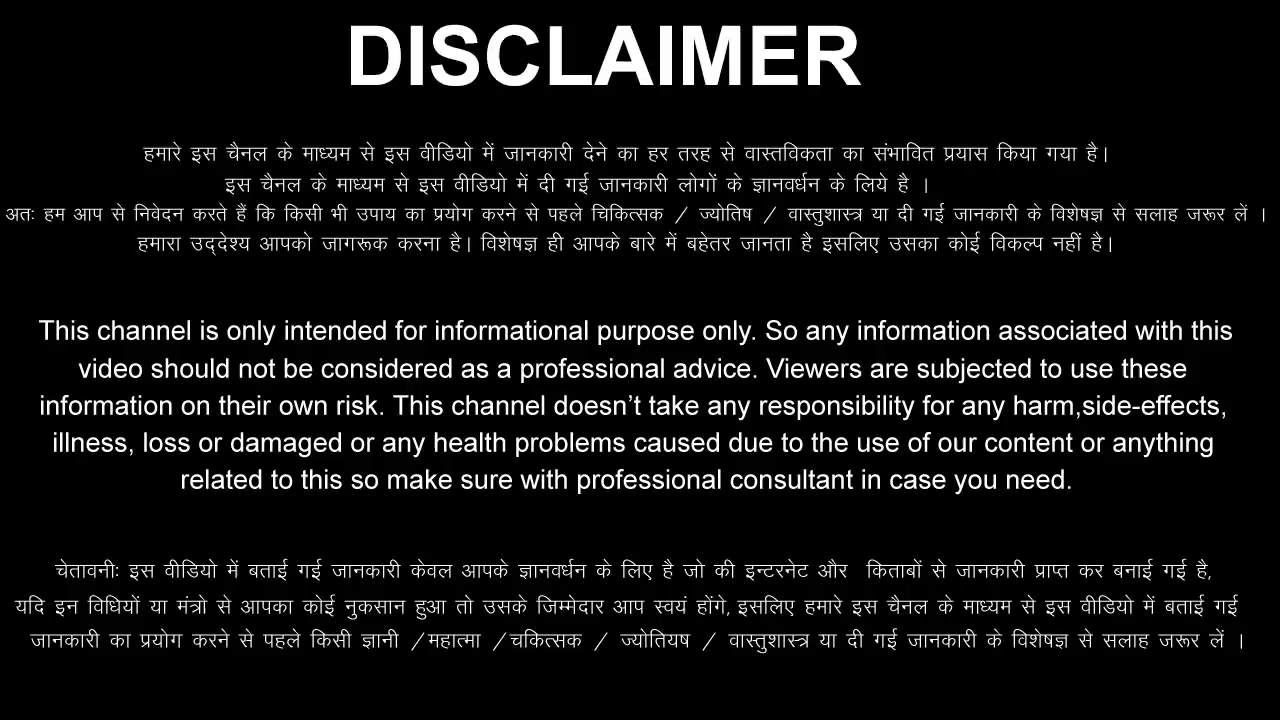 DISCLAIMER
हमारे इस चैनल के माध्यम से इस वीडियो में जानकारी देने का हर तरह से वास्तविकता का संभावित प्रयास किया गया है।
इस चैनल के माध्यम से इस वीडियो में दी गई जानकारी लोगों के ज्ञानवर्धन के लिये है ।
अतः हम आप से निवेदन करते हैं कि किसी भी उपाय का प्रयोग करने से पहले चिकित्सक / ज्योतिष / वास्तुशास्त्र या दी गई जानकारी के विशेषज्ञ से सलाह जरूर लें ।
हमारा उद्देश्य आपको जागरूक करना है। विशेषज्ञ ही आपके बारे में बहेतर जानता है इसलिए उसका कोई विकल्प नहीं है।
This channel is only intended for informational purpose only. So any information associated with this
video should not be considered as a professional advice. Viewers are subjected to use these
information on their own risk. This channel doesn’t take any responsibility for any harm,side-effects,
illness, loss or damaged or any health problems caused due to the use of our content or anything
related to this so make sure with professional consultant in case you need.
चेतावनीः इस वीडियो में बताई गई जानकारी केवल आपके ज्ञानवर्धन के लिए है जो की इन्टरनेट और किताबों से जानकारी प्राप्त कर बनाई गई है,
यदि इन विधियों या मंत्रो से आपका कोई नुकसान हुआ तो उसके जिम्मेदार आप स्वयं होंगे, इसलिए हमारे इस चैनल के माध्यम से इस वीडियो में बताई गई
जानकारी का प्रयोग करने से पहले किसी ज्ञानी /महात्मा /चकित्सक / ज्योतियष / वास्तुशास्त्र या दी गई जानकारी के विशेषज्ञ से सलाह जरूर लें ।